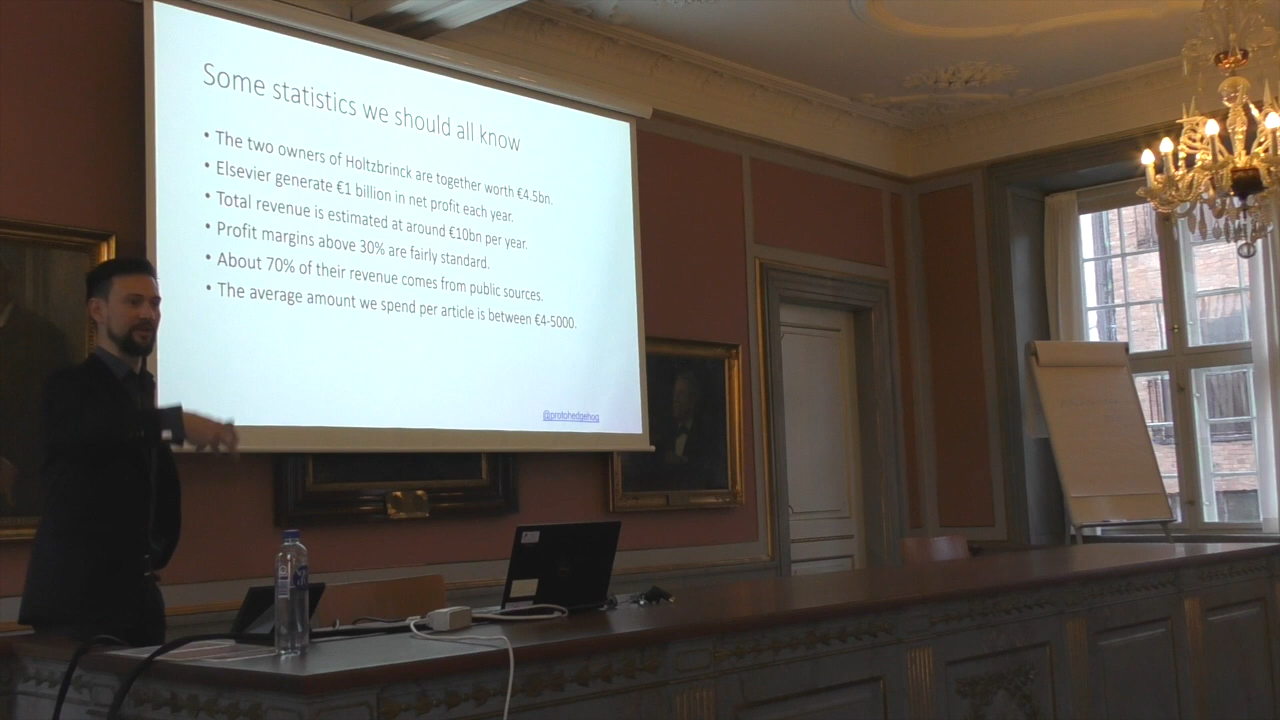 Some statistics we should all know
• The two owners of Holtzbrinck are together worth €4.5bn.
• Elsevier generate €1 billion in net profit each year.
• Total revenue is estimated at around €10bn per year.
• Profit margins above 30% are fairly standard.
• About 70% of their revenue comes from public sources.
• The average amount we spend per article is between €4-5000.
@protohedgehog